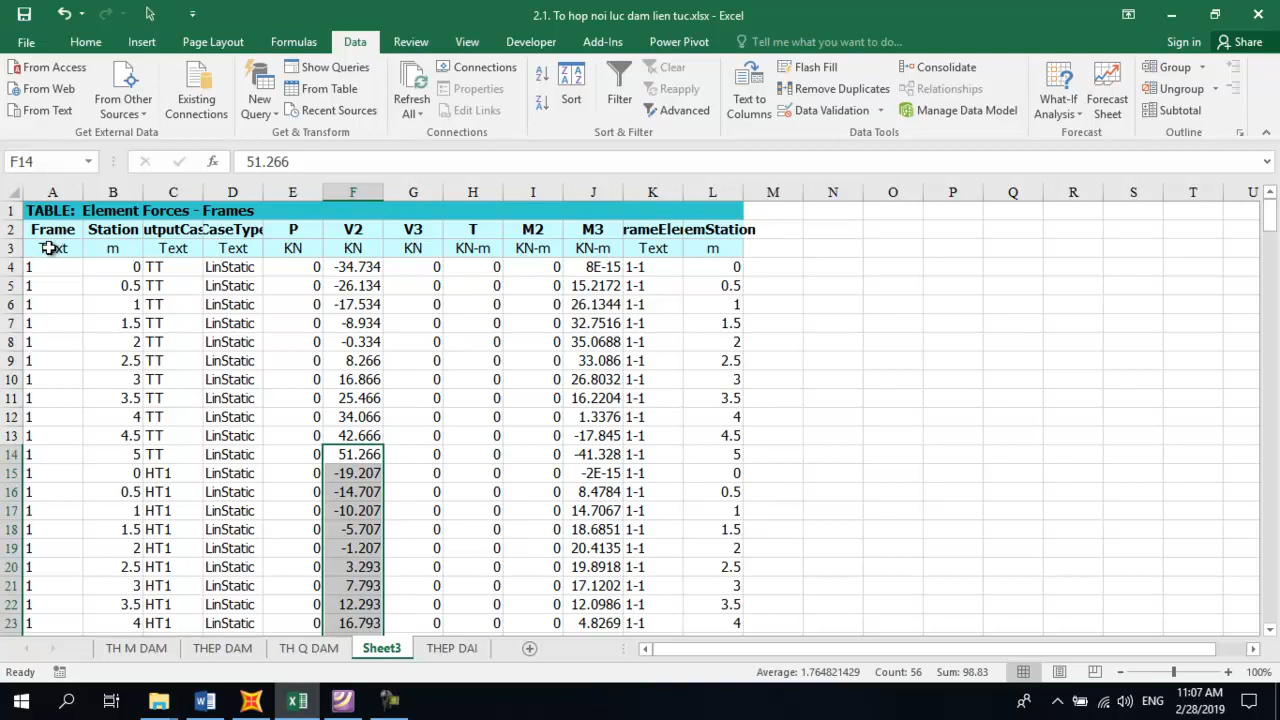 2.1. To hop noi luc dam lien tuc.xlsx - Excel
File Home Insert Page Layout Formulas Data Review View Developer Add-Ins Power Pivot Tell me what you want to do... Sign in Share
From Access
From Web
From Text
From Other Sources
Existing Connections
Get External Data
New Query
Show Queries
From Table
Recent Sources
Get & Transform
Refresh All
Connections
Properties
Edit Links
Connections
Sort
Filter
Clear
Reapply
Advanced
Sort & Filter
Text to Columns
Flash Fill
Remove Duplicates
Data Validation
Consolidate
Relationships
Manage Data Model
Data Tools
What-If Analysis
Forecast Sheet
Forecast
Group
Ungroup
Subtotal
Outline
F14 fx 51.266
A B C D E F G H I J K L M N O P Q R S T U
1 TABLE: Element Forces - Frames
2 Frame Station utputCas CaseType P V2 V3 T M2 M3 rameEle emStation
3 Text m Text Text KN KN KN KN-m KN-m KN-m Text m
4 1 0 TT LinStatic 0 -34.734 0 0 0 8E-15 1-1 0
5 1 0.5 TT LinStatic 0 -26.134 0 0 0 15.2172 1-1 0.5
6 1 1 TT LinStatic 0 -17.534 0 0 0 26.1344 1-1 1
7 1 1.5 TT LinStatic 0 -8.934 0 0 0 32.7516 1-1 1.5
8 1 2 TT LinStatic 0 -0.334 0 0 0 35.0688 1-1 2
9 1 2.5 TT LinStatic 0 8.266 0 0 0 33.086 1-1 2.5
10 1 3 TT LinStatic 0 16.866 0 0 0 26.8032 1-1 3
11 1 3.5 TT LinStatic 0 25.466 0 0 0 16.2204 1-1 3.5
12 1 4 TT LinStatic 0 34.066 0 0 0 1.3376 1-1 4
13 1 4.5 TT LinStatic 0 42.666 0 0 0 -17.845 1-1 4.5
14 1 5 TT LinStatic 0 51.266 0 0 0 -41.328 1-1 5
15 1 0 HT1 LinStatic 0 -19.207 0 0 0 -2E-15 1-1 0
16 1 0.5 HT1 LinStatic 0 -14.707 0 0 0 8.4784 1-1 0.5
17 1 1 HT1 LinStatic 0 -10.207 0 0 0 14.7067 1-1 1
18 1 1.5 HT1 LinStatic 0 -5.707 0 0 0 18.6851 1-1 1.5
19 1 2 HT1 LinStatic 0 -1.207 0 0 0 20.4135 1-1 2
20 1 2.5 HT1 LinStatic 0 3.293 0 0 0 19.8918 1-1 2.5
21 1 3 HT1 LinStatic 0 7.793 0 0 0 17.1202 1-1 3
22 1 3.5 HT1 LinStatic 0 12.293 0 0 0 12.0986 1-1 3.5
23 1 4 HT1 LinStatic 0 16.793 0 0 0 4.8269 1-1 4
TH M DAM THEP DAM TH Q DAM Sheet3 THEP DAI
Ready Average: 1.764821429 Count: 56 Sum: 98.83 100%
ENG 11:07 AM
2/28/2019